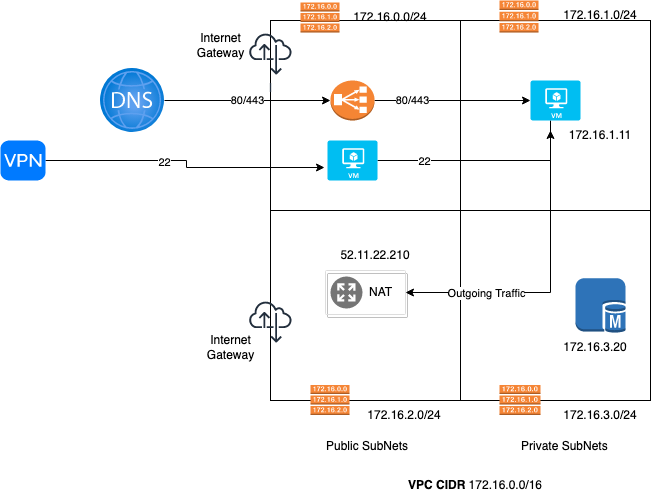 172.16.0.0
172.16.1.0
172.16.2.0
172.16.0.0/24
172.16.0.0
172.16.1.0
172.16.2.0
172.16.1.0/24
Internet
Gateway
DNS
80/443
80/443
VM
172.16.1.11
VPN
22
VM
22
52.11.22.210
NAT
Outgoing Traffic
M
172.16.3.20
Internet
Gateway
172.16.0.0
172.16.1.0
172.16.2.0
172.16.2.0/24
172.16.0.0
172.16.1.0
172.16.2.0
172.16.3.0/24
Public SubNets
Private SubNets
VPC CIDR 172.16.0.0/16